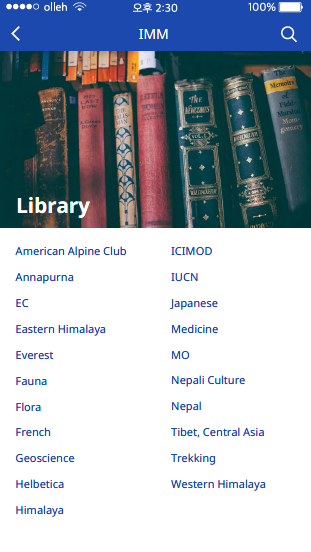 olleh 오후 2:30 100%
IMM
Library
American Alpine Club
Annapurna
EC
Eastern Himalaya
Everest
Fauna
Flora
French
Geoscience
Helbetica
Himalaya
ICIMOD
IUCN
Japanese
Medicine
MO
Nepali Culture
Nepal
Tibet, Central Asia
Trekking
Western Himalaya